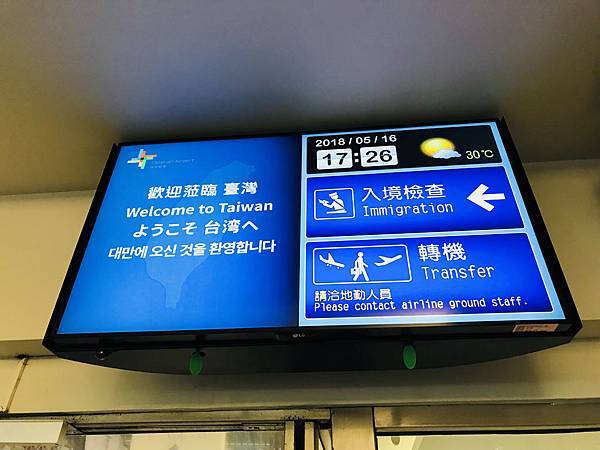 歡迎蒞臨 臺灣
Welcome to Taiwan
ようこそ 台湾へ
대만에 오신 것을 환영합니다
2018 / 05 / 16
17:26
30℃
入境檢查
Immigration
轉機
Transfer
請洽地勤人員
Please contact airline ground staff.
LG